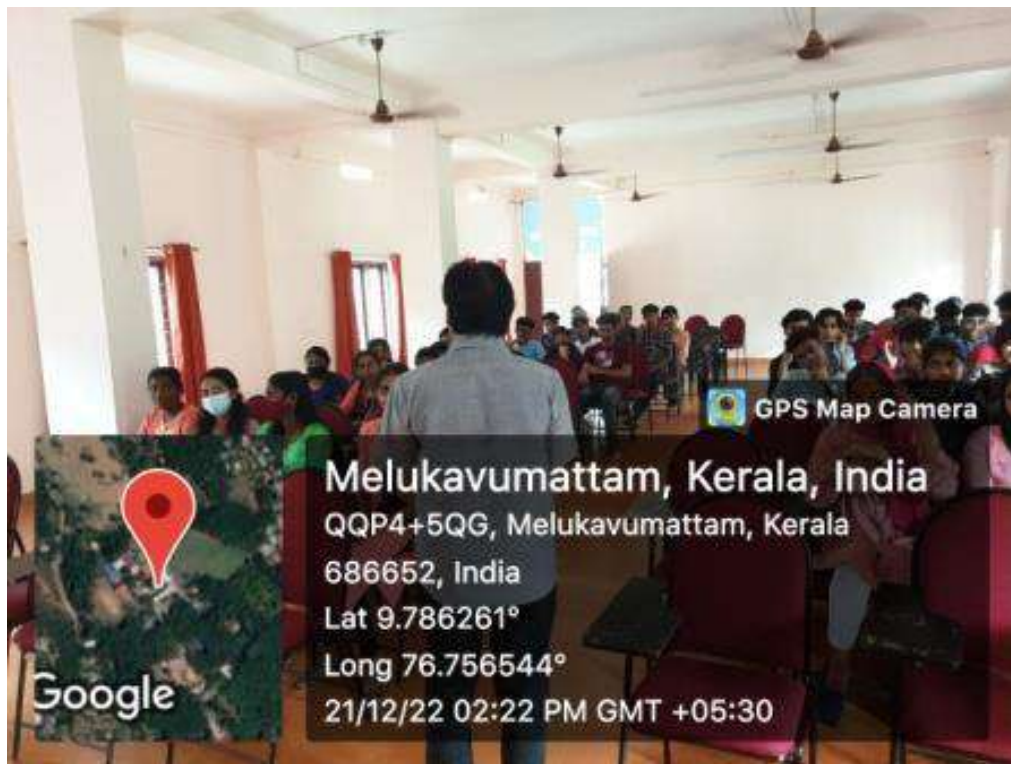 GPS Map Camera
Melukavumattam, Kerala, India
QQP4+5QG, Melukavumattam, Kerala
686652, India
Lat 9.786261°
Long 76.756544°
21/12/22 02:22 PM GMT +05:30
Google